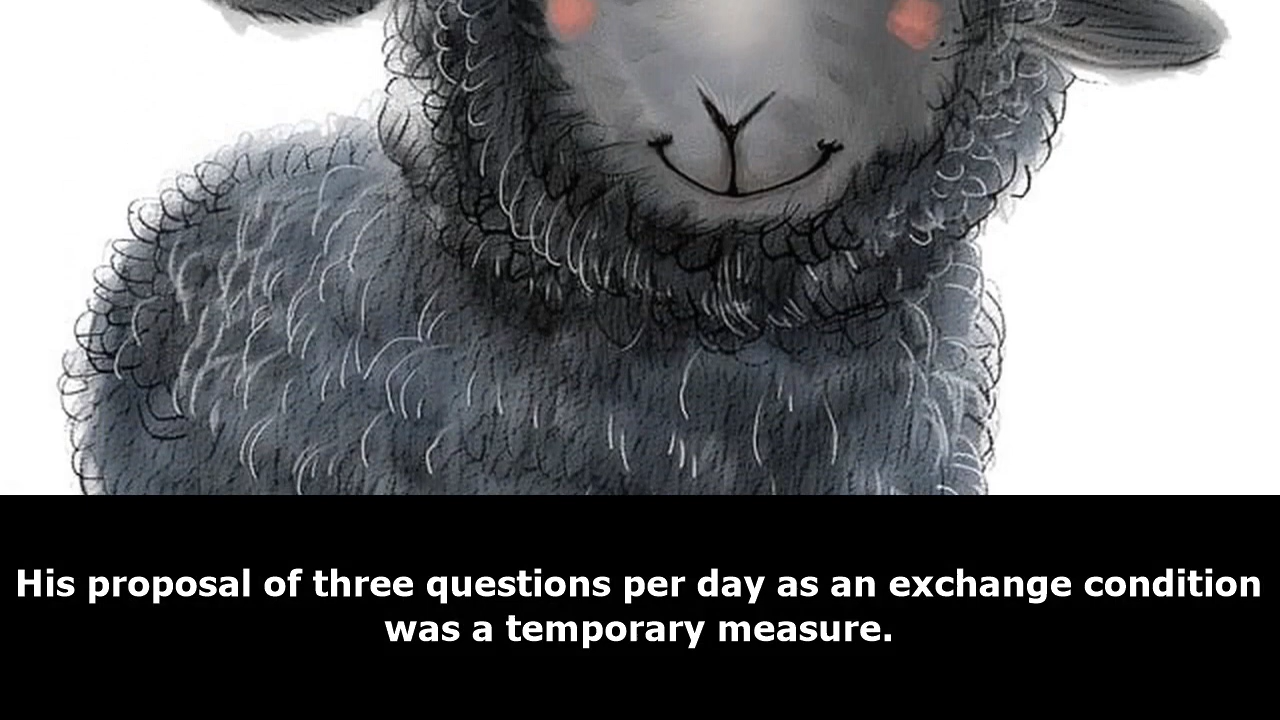 His proposal of three questions per day as an exchange condition
was a temporary measure.